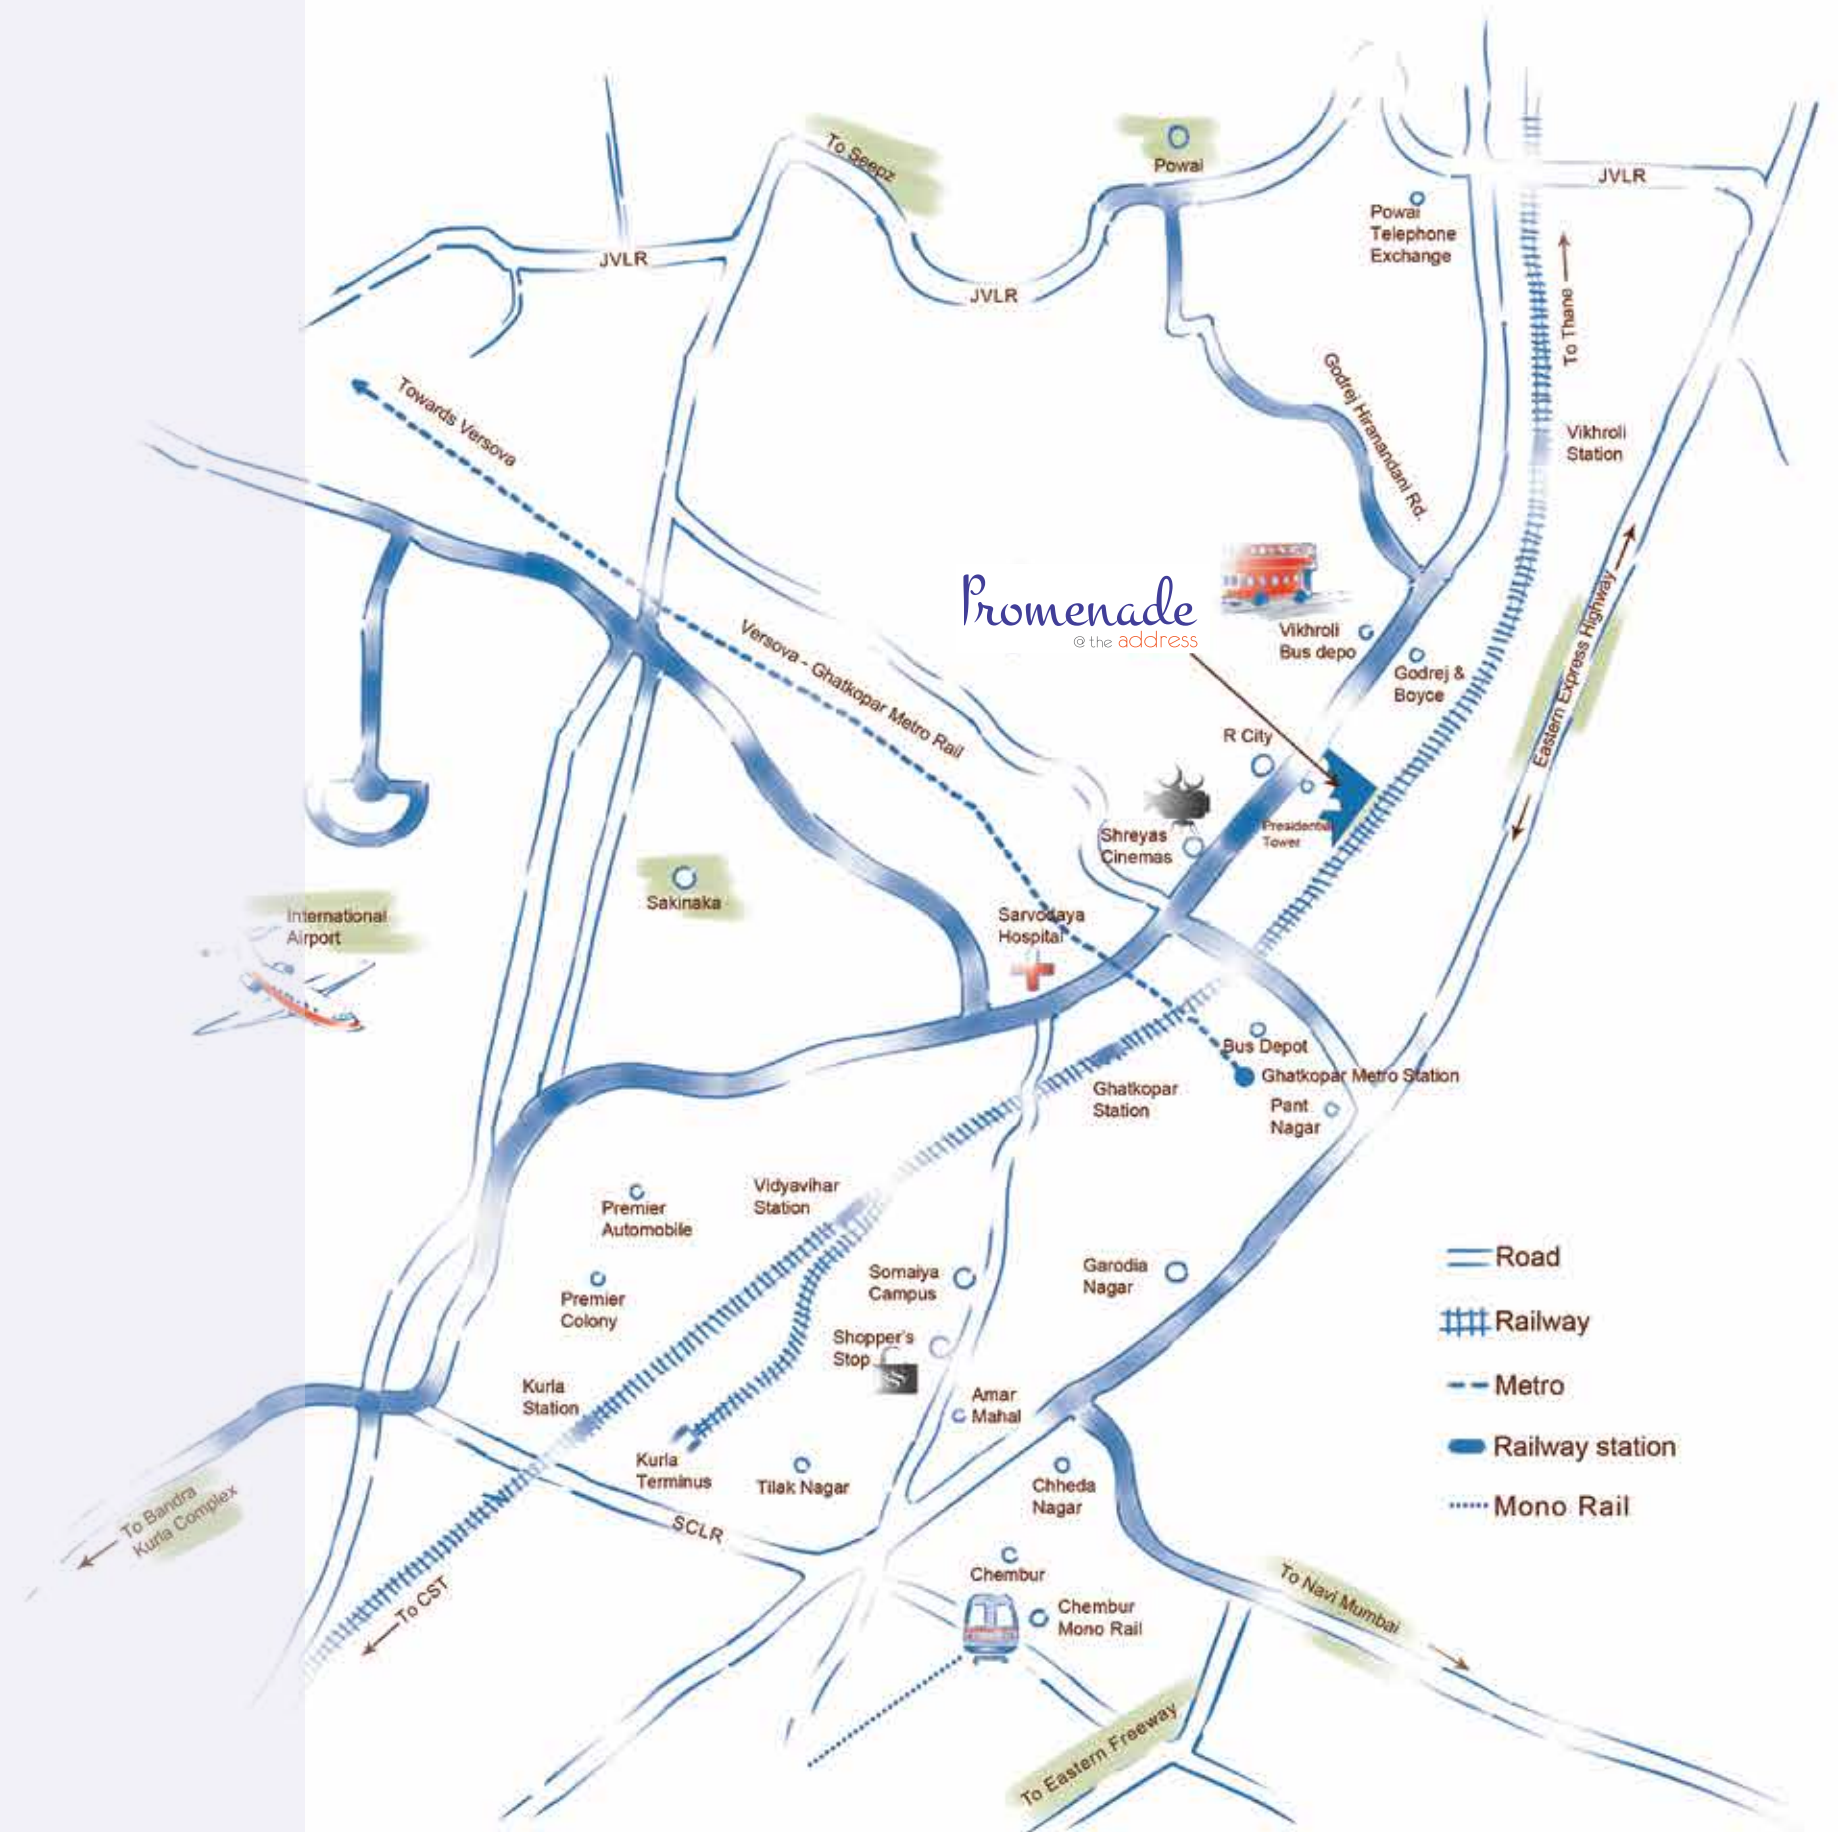 To Seepz
Powai
JVLR
Powai
Telephone
Exchange
JVLR
JVLR
To Thane
Towards Versova
Godrej Hiranandani Rd.
Vikhroli
Station
Promenade
@ the address
Vikhroli
Bus depo
Godrej &
Boyce
Eastern Express Highway
Versova - Ghatkopar Metro Rail
R City
Shreyas
Cinemas
Presidential
Tower
Sakinaka
International
Airport
Sarvodaya
Hospital
Bus Depot
Ghatkopar Metro Station
Ghatkopar
Station
Pant
Nagar
Premier
Automobile
Vidyavihar
Station
Somaiya
Campus
Garodia
Nagar
Premier
Colony
Shopper's
Stop
Kurla
Station
Amar
Mahal
Kurla
Terminus
Tilak Nagar
Chheda
Nagar
SCLR
To Bandra
Kurla Complex
To CST
Chembur
Chembur
Mono Rail
To Navi Mumbai
To Eastern Freeway
Road
Railway
Metro
Railway station
Mono Rail